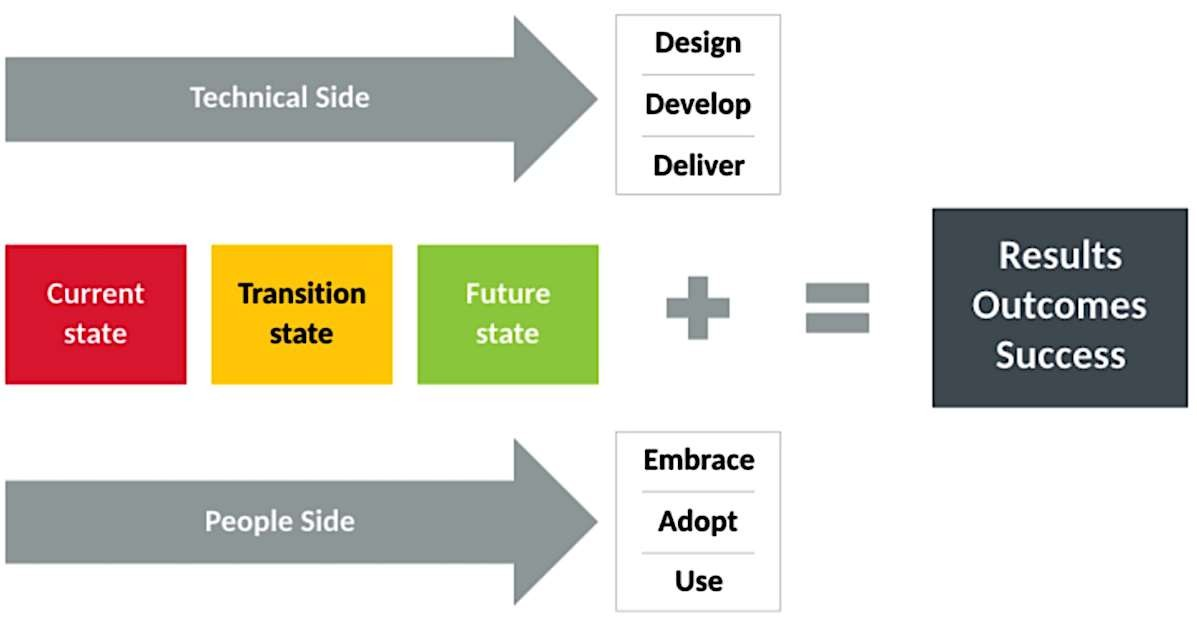 Technical Side
Design
Develop
Deliver
Current
state
Transition
state
Future
state
Results
Outcomes
Success
People Side
Embrace
Adopt
Use